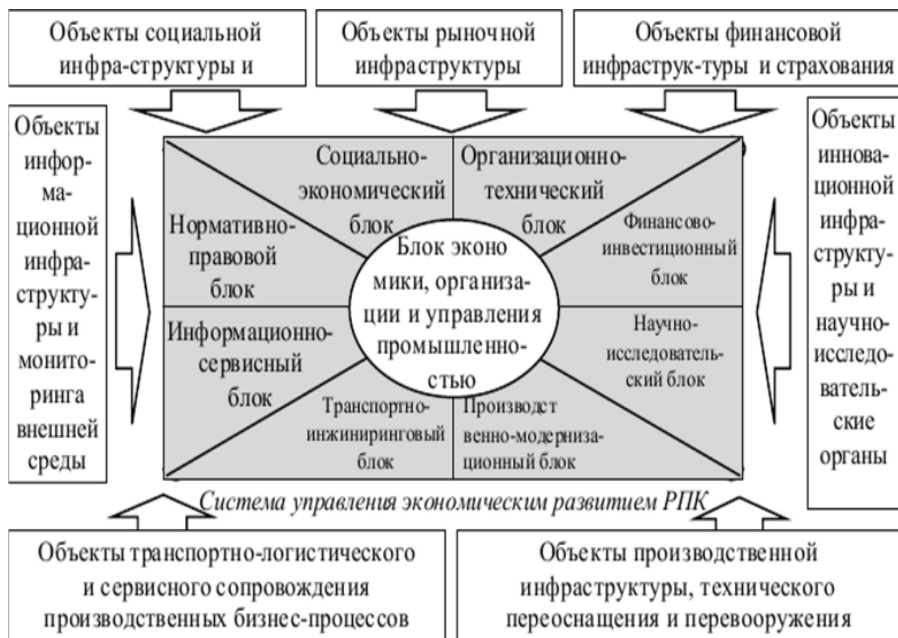 Объекты социальной
инфра-структуры и
Объекты рыночной
инфраструктуры
Объекты финансовой
инфраструк-туры и страхования
Объекты
инфор-
ма-
ционной
инфра-
структу-
ры и
монито-
ринга
внешней
среды
Социально-
экономический
блок
Организационно-
технический
блок
Нормативно-
правовой
блок
Финансово-
инвестиционный
блок
Блок эконо
мики, организа-
ции и управления
промышленно-
стью
Информационно-
сервисный
блок
Научно-
исследователь-
ский блок
Транспортно-
инжиниринговый
блок
Производст
венно-модерниза-
ционный блок
Объекты
иннова-
ционной
инфра-
структу-
ры и
научно-
исследо-
ватель-
ские
органы
Система управления экономическим развитием РПК
Объекты транспортно-логистического
и сервисного сопровождения
производственных бизнес-процессов
Объекты производственной
инфраструктуры, технического
переоснащения и перевооружения